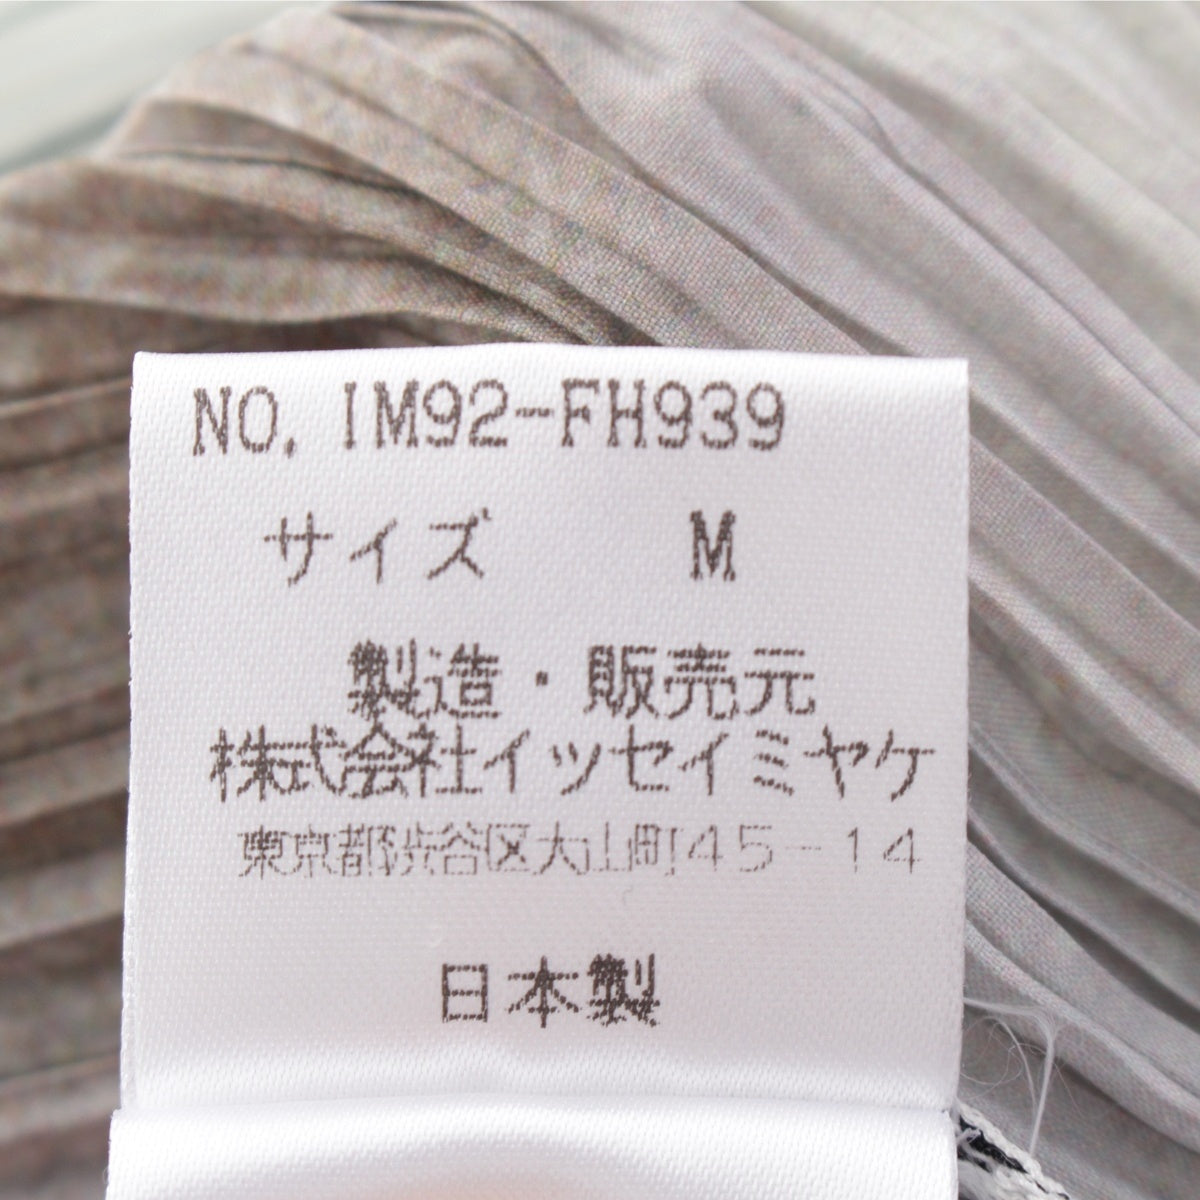 NO. IM92-FH939
サイズ M
製造・販売元
株式会社イッセイミヤケ
東京都渋谷区大山町45-14
日本製